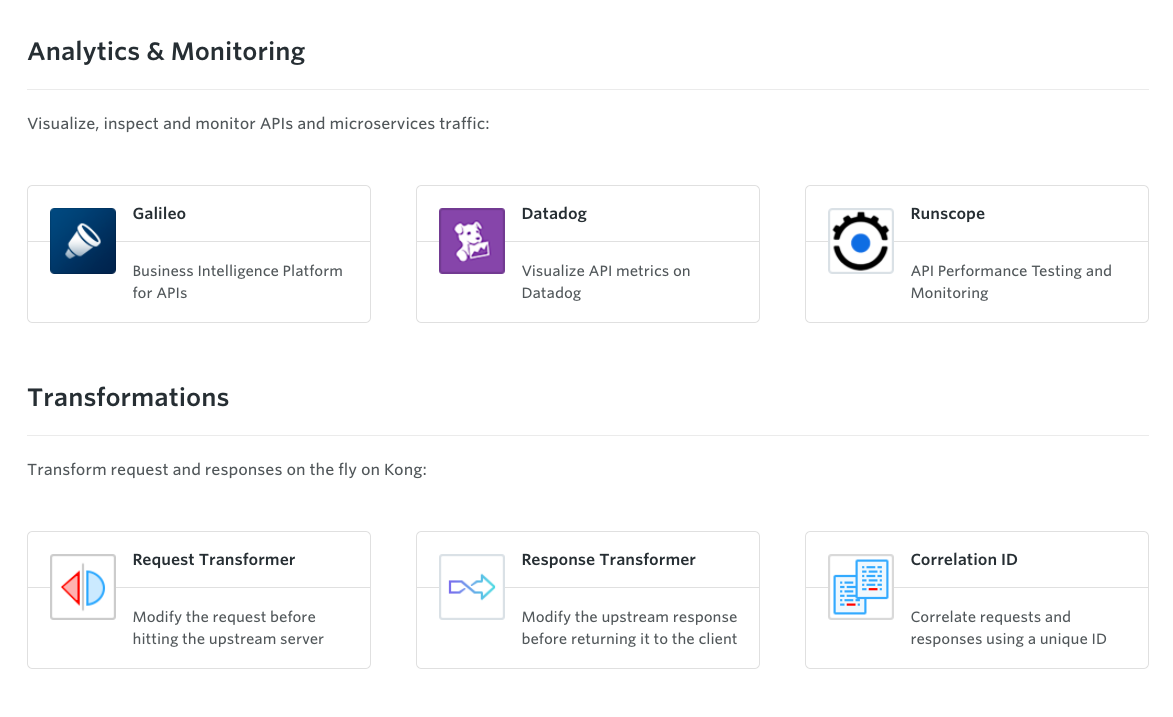 Analytics & Monitoring
Visualize, inspect and monitor APIs and microservices traffic:
Galileo
Business Intelligence Platform
for APIs
Datadog
Visualize API metrics on
Datadog
Runscope
API Performance Testing and
Monitoring
Transformations
Transform request and responses on the fly on Kong:
Request Transformer
Modify the request before
hitting the upstream server
Response Transformer
Modify the upstream response
before returning it to the client
Correlation ID
Correlate requests and
responses using a unique ID